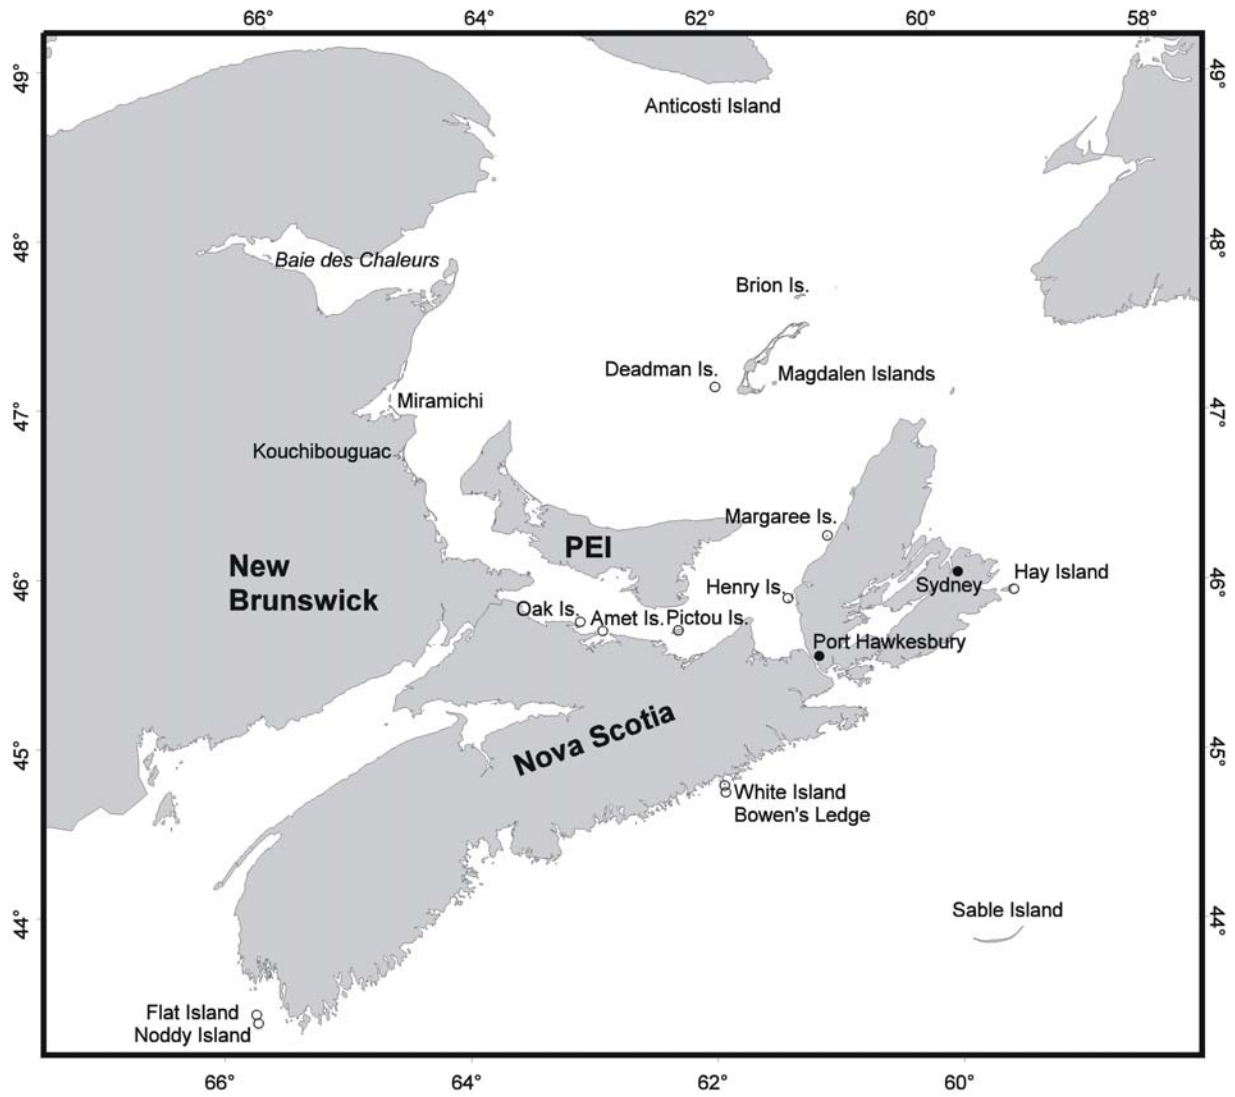 66° 64° 62° 60° 58°
49° 49°
Anticosti Island
48° 48°
Baie des Chaleurs
Brion Is.
Deadman Is.
Magdalen Islands
Miramichi
47° 47°
Kouchibouguac
Margaree Is.
PEI
New
Brunswick
46° 46°
Hay Island
Sydney
Henry Is.
Oak Is.
Amet Is.
Pictou Is.
Port Hawkesbury
Nova Scotia
45° 45°
White Island
Bowen's Ledge
44° 44°
Sable Island
Flat Island
Noddy Island
66° 64° 62° 60°